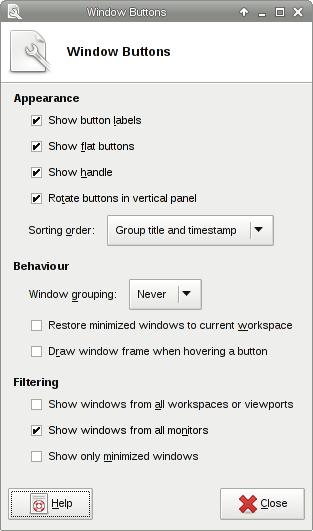 Window Buttons
Window Buttons
Appearance
Show button labels
Show flat buttons
Show handle
Rotate buttons in vertical panel
Sorting order: Group title and timestamp
Behaviour
Window grouping: Never
Restore minimized windows to current workspace
Draw window frame when hovering a button
Filtering
Show windows from all workspaces or viewports
Show windows from all monitors
Show only minimized windows
Help Close